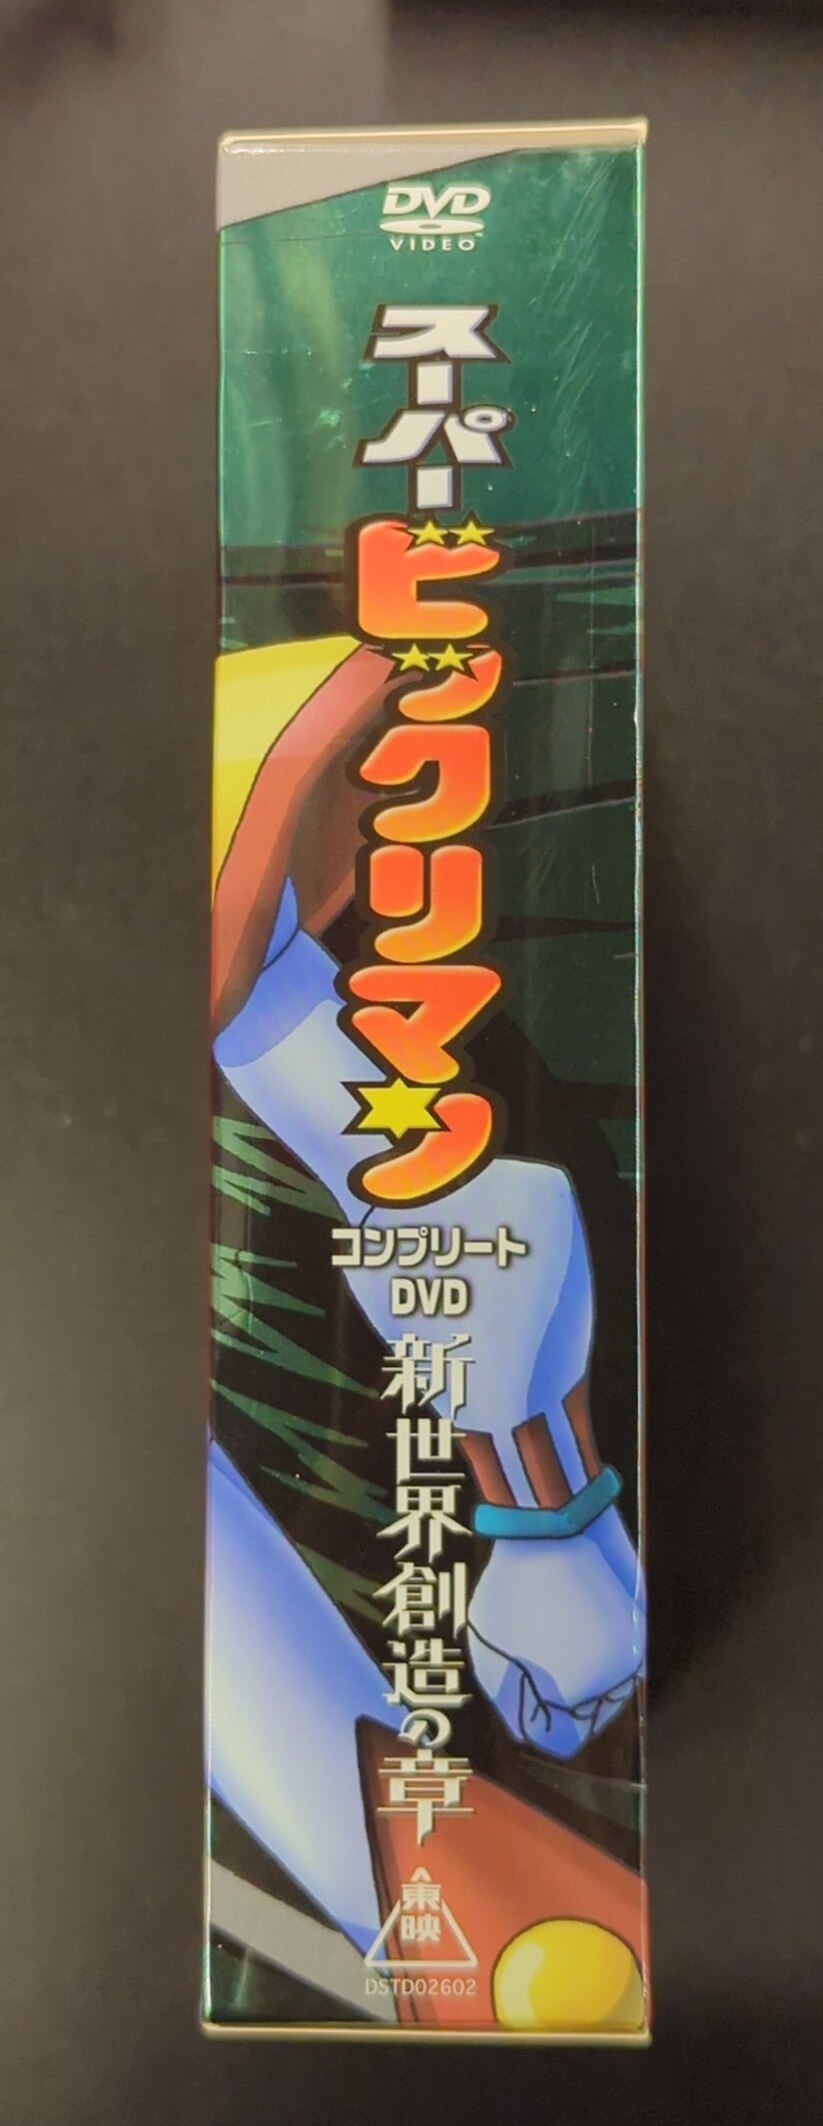 DVD
VIDEO™
スーパー
ビックリマン
コンプリート
DVD
新世界創造の章
東映
DSTD02602